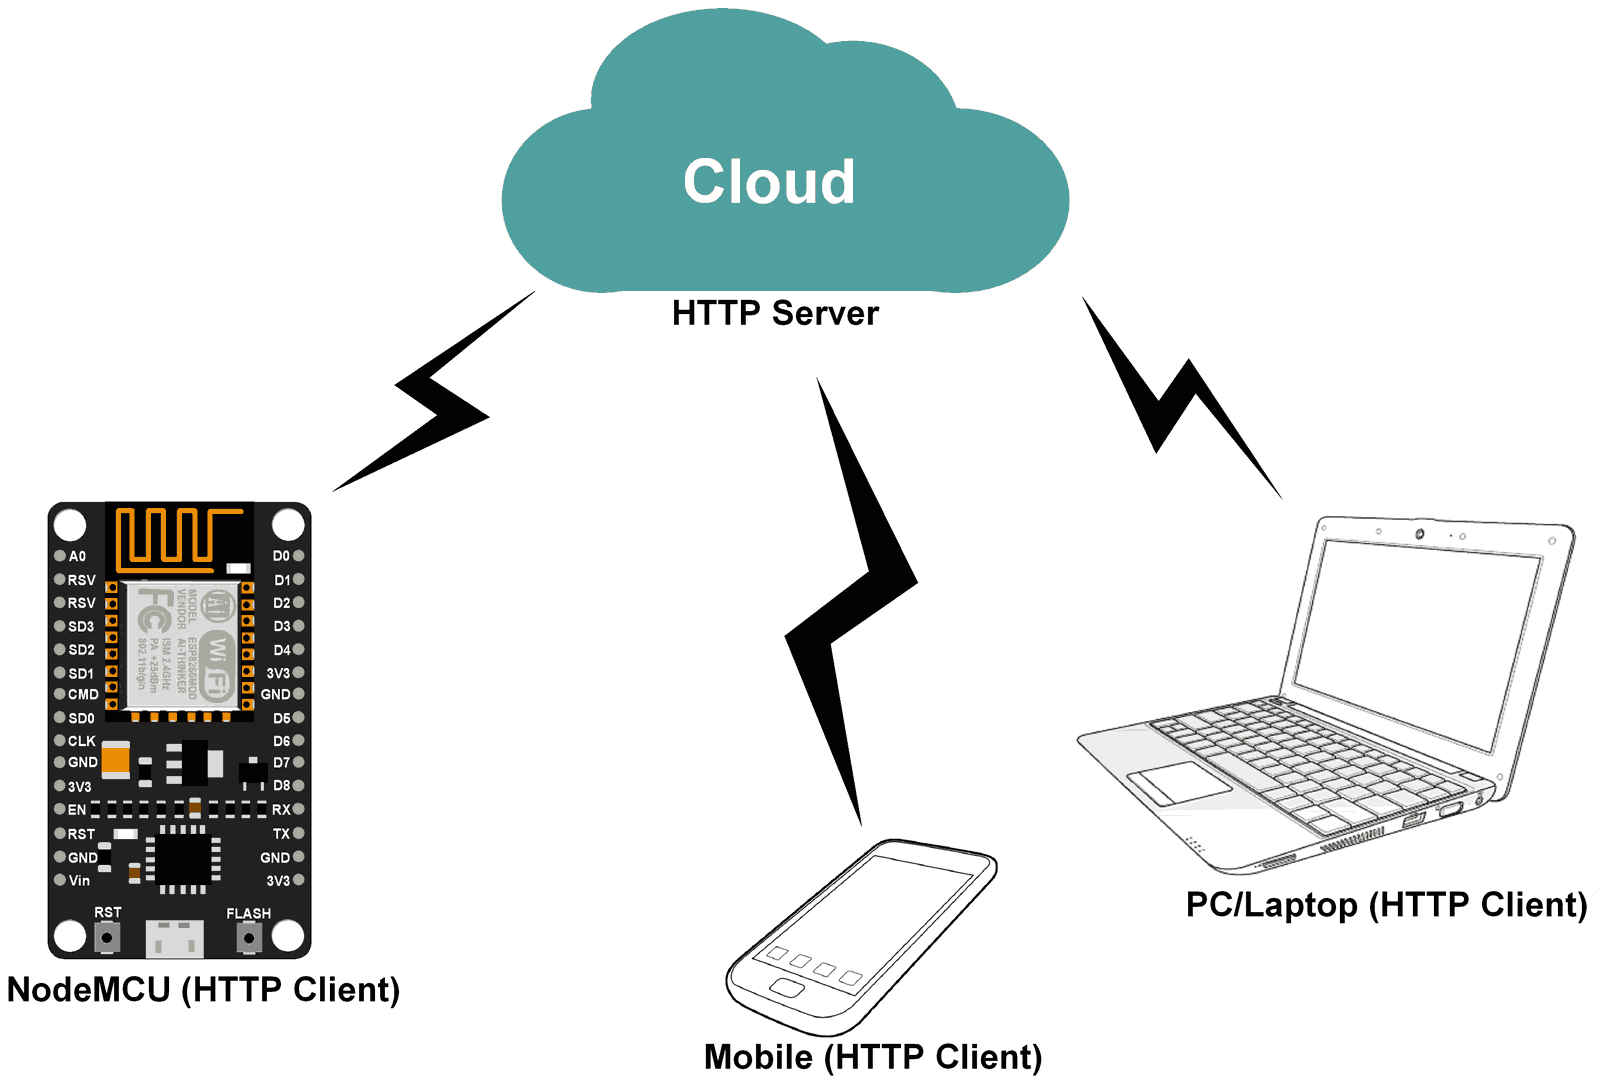 Cloud
HTTP Server
A0
RSV
RSV
SD3
SD2
SD1
CMD
SD0
CLK
GND
3V3
EN
RST
GND
Vin
D0
D1
D2
D3
D4
3V3
GND
D5
D6
D7
D8
RX
TX
GND
3V3
MODEL
VENDOR
ESP8266MOD
AI-THINKER
ISM 2.4GHz
PA +25dBm
802.11b/g/n
FC
Wi Fi
RST
FLASH
NodeMCU (HTTP Client)
Mobile (HTTP Client)
PC/Laptop (HTTP Client)